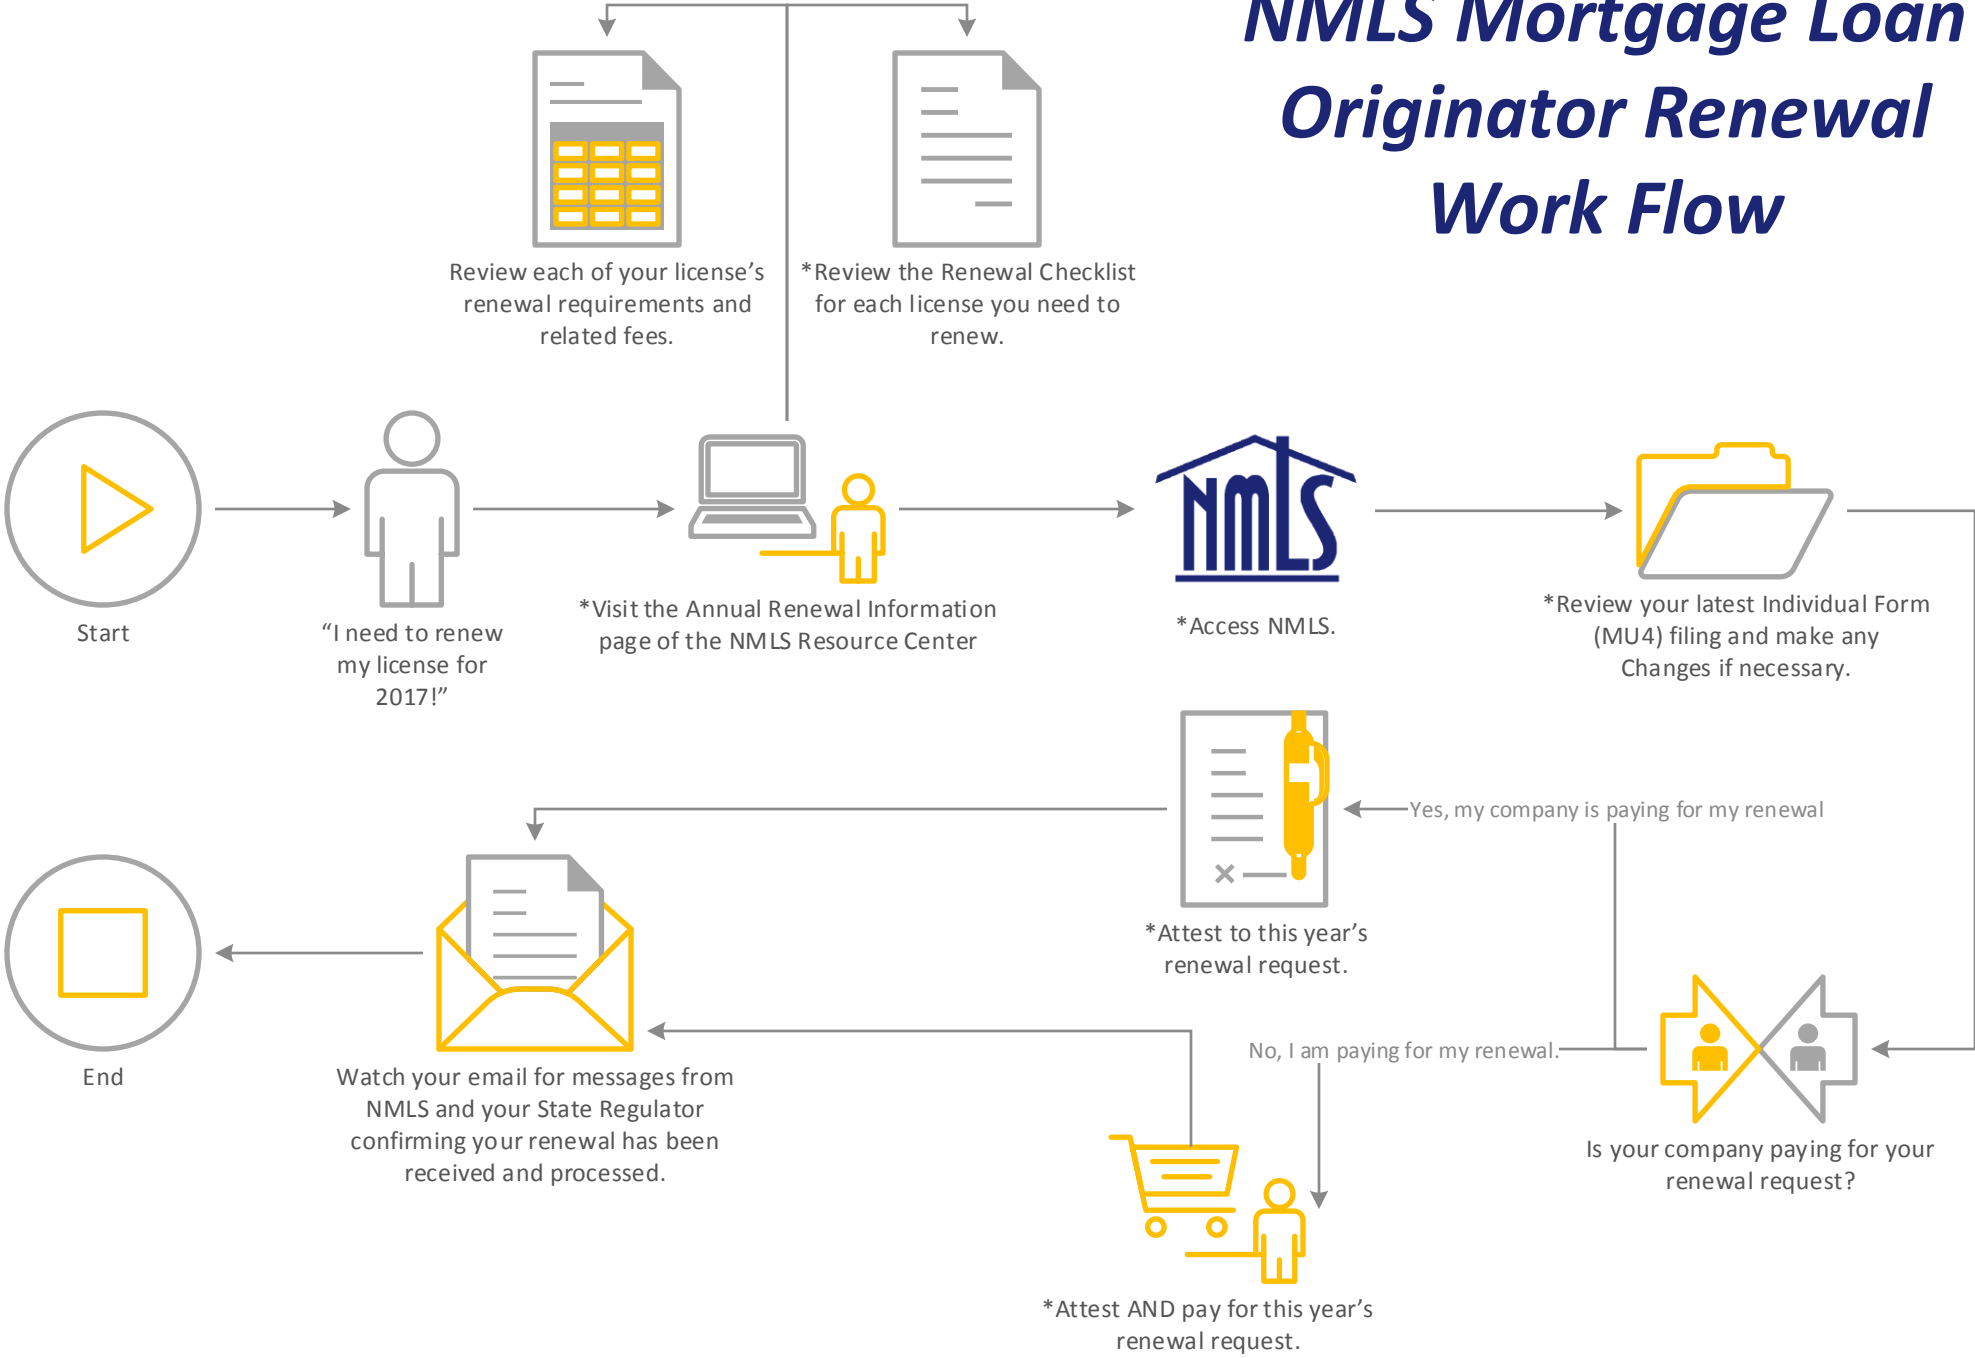 NMLS Mortgage Loan
Originator Renewal
Work Flow
Review each of your license’s
renewal requirements and
related fees.
*Review the Renewal Checklist
for each license you need to
renew.
Start
“I need to renew
my license for
2017!”
*Visit the Annual Renewal Information
page of the NMLS Resource Center
NMLS
*Access NMLS.
*Review your latest Individual Form
(MU4) filing and make any
Changes if necessary.
Yes, my company is paying for my renewal
*Attest to this year’s
renewal request.
End
Watch your email for messages from
NMLS and your State Regulator
confirming your renewal has been
received and processed.
No, I am paying for my renewal.
Is your company paying for your
renewal request?
*Attest AND pay for this year’s
renewal request.